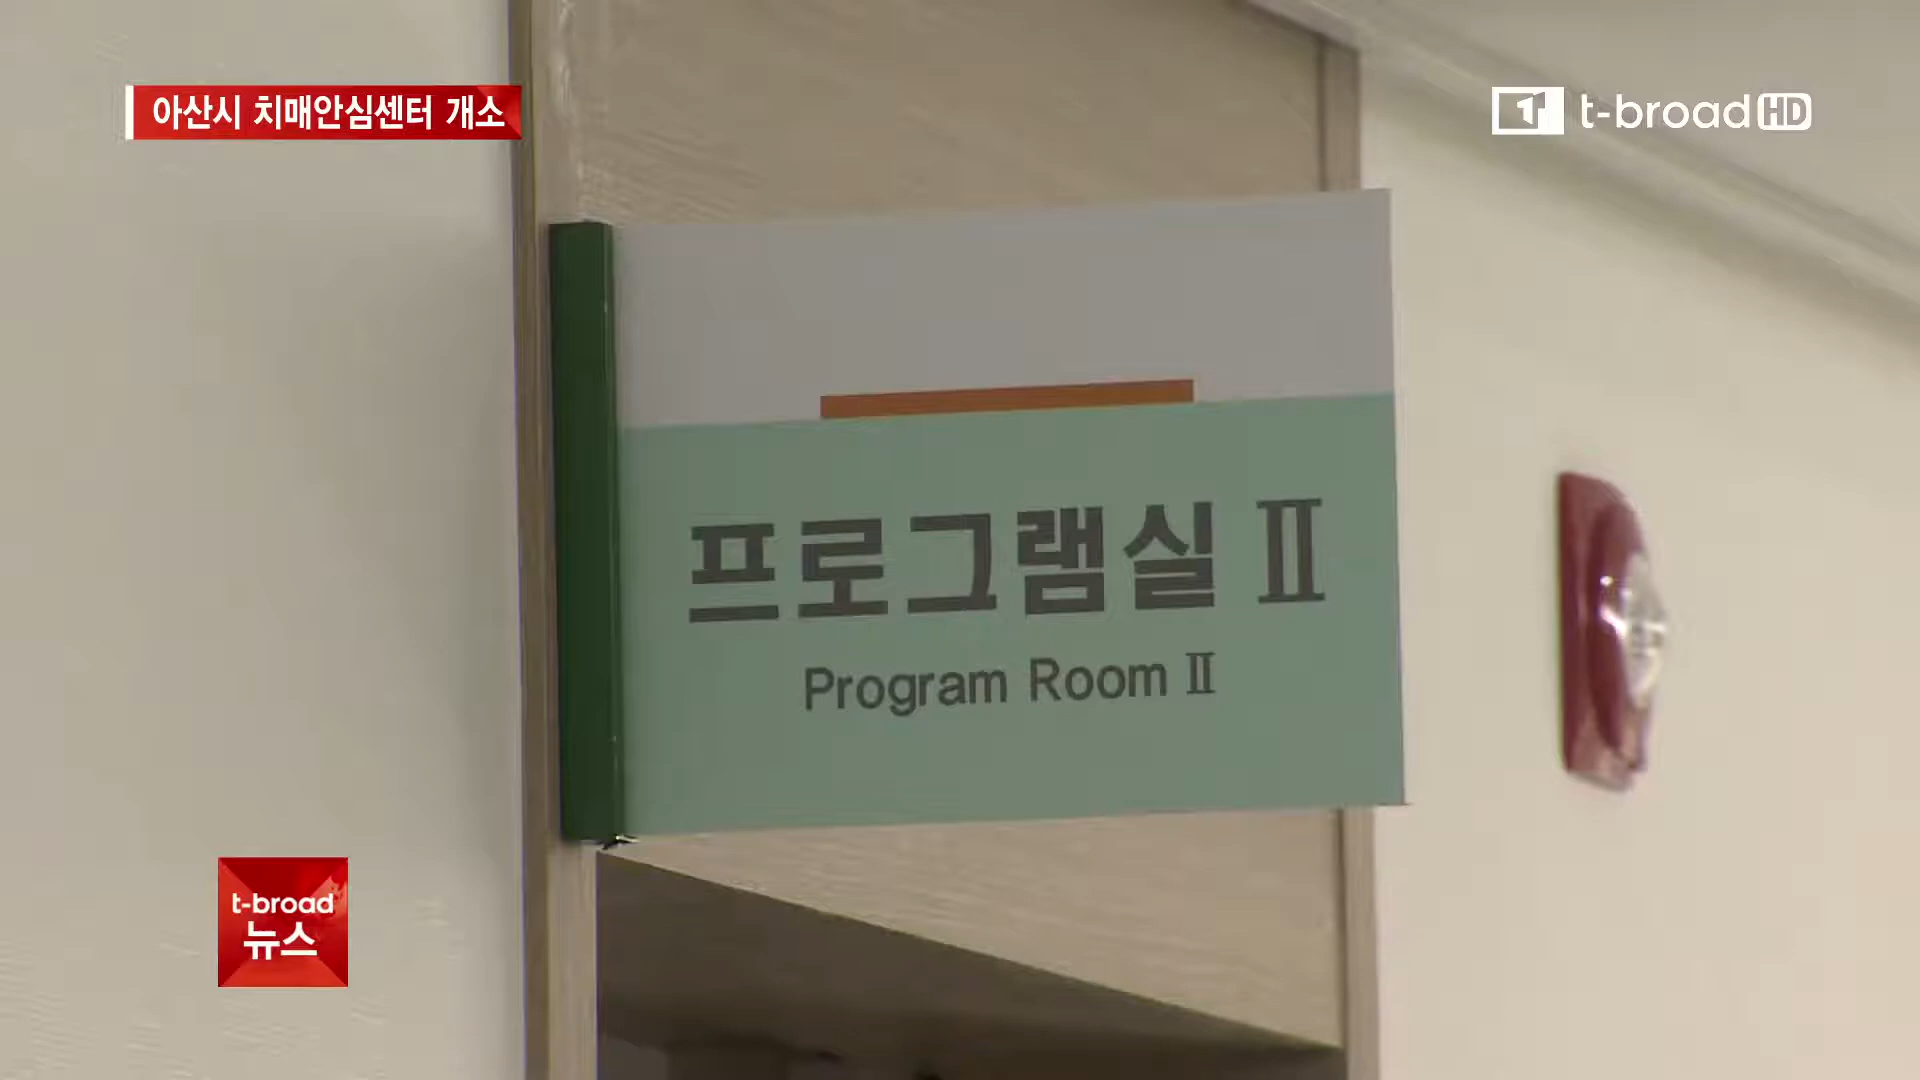 아산시 치매안심센터 개소
t-broad HD
프로그램실 Ⅱ
Program Room Ⅱ
t-broad
뉴스